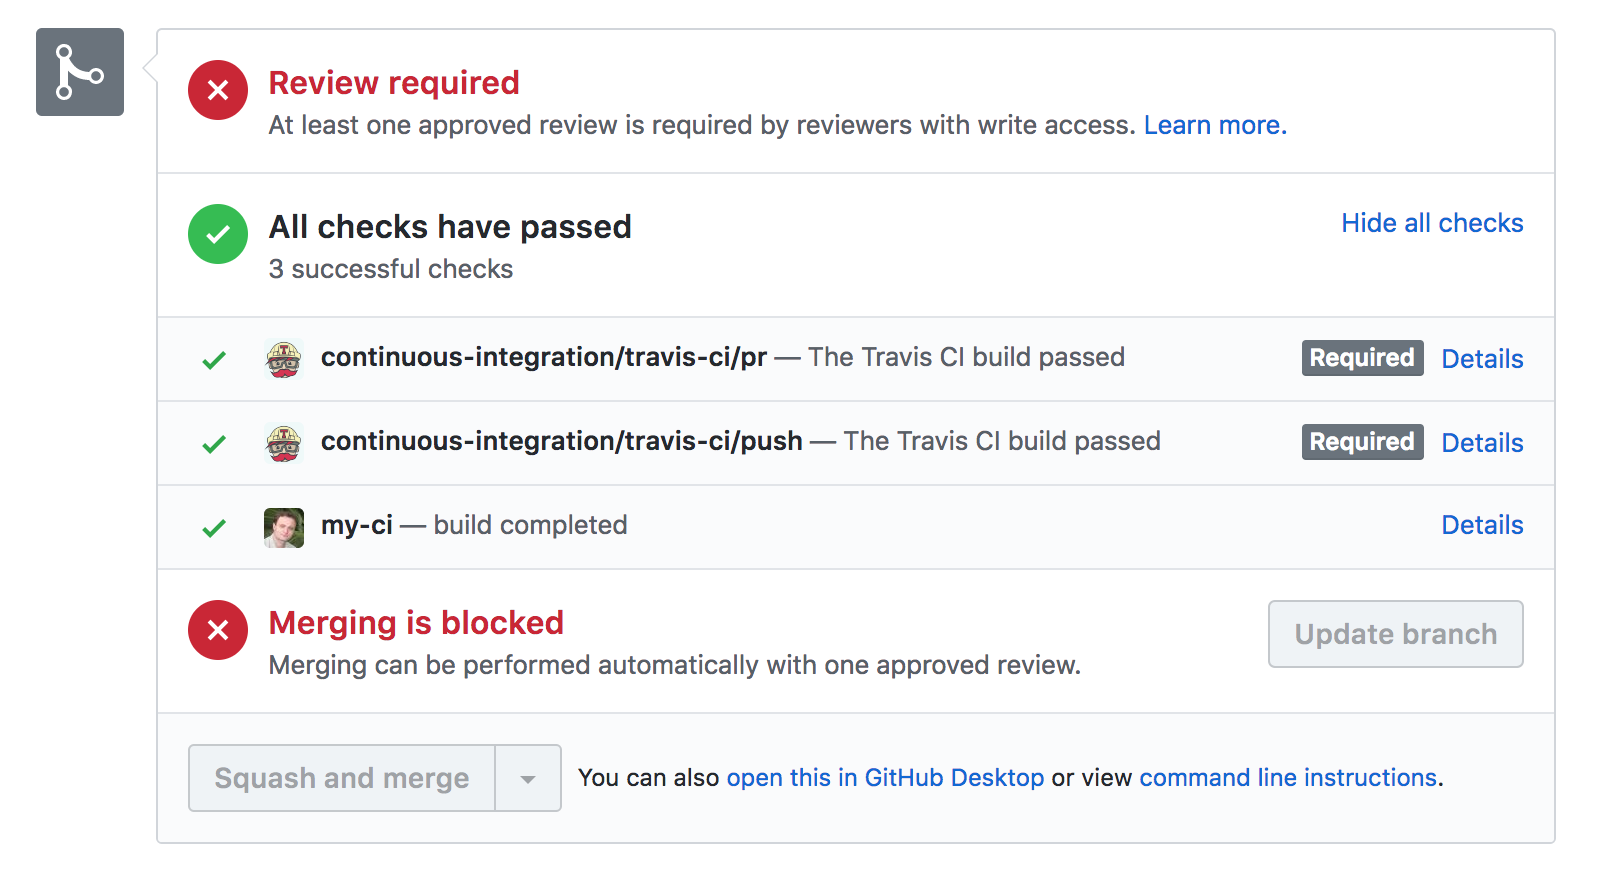 Review required
At least one approved review is required by reviewers with write access. Learn more.
All checks have passed
Hide all checks
3 successful checks
continuous-integration/travis-ci/pr — The Travis CI build passed Required Details
continuous-integration/travis-ci/push — The Travis CI build passed Required Details
my-ci — build completed Details
Merging is blocked
Update branch
Merging can be performed automatically with one approved review.
Squash and merge
You can also open this in GitHub Desktop or view command line instructions.